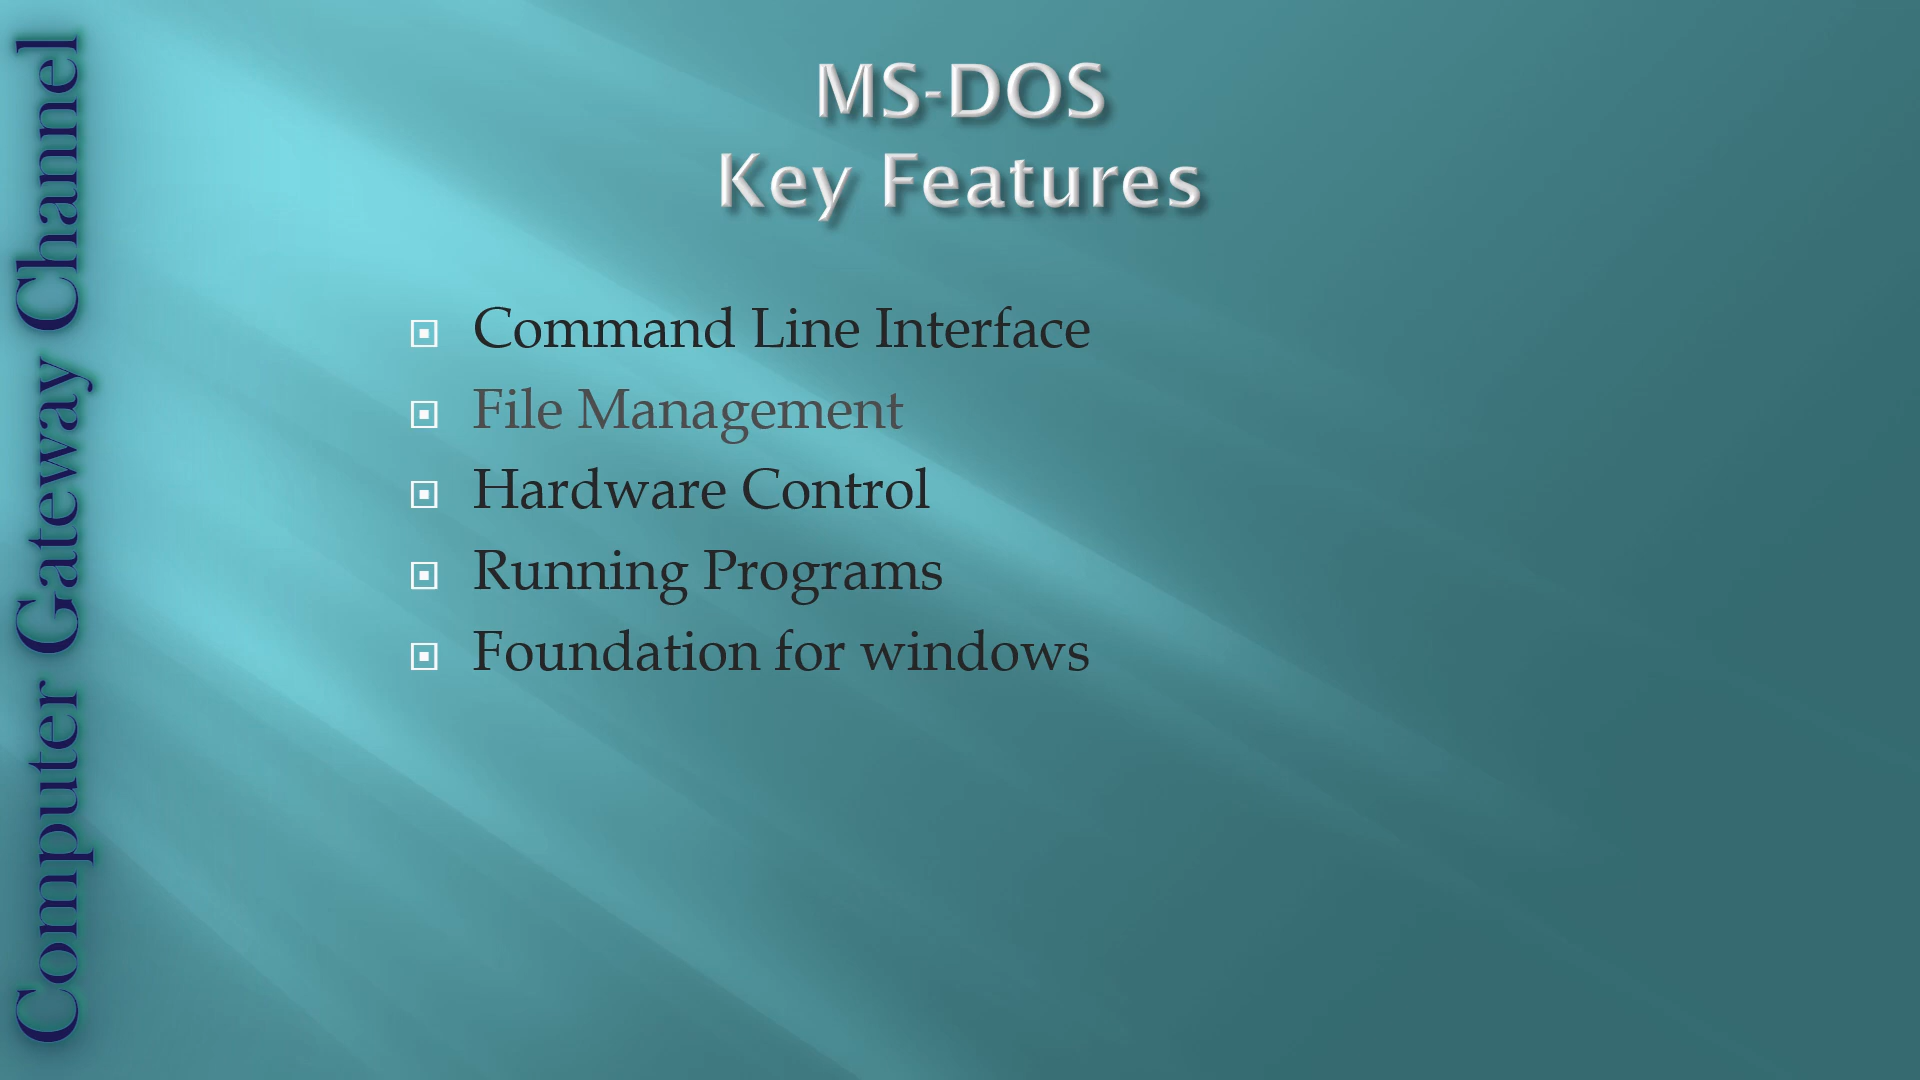 Computer Gateway Channel
MS-DOS
Key Features
Command Line Interface
File Management
Hardware Control
Running Programs
Foundation for windows